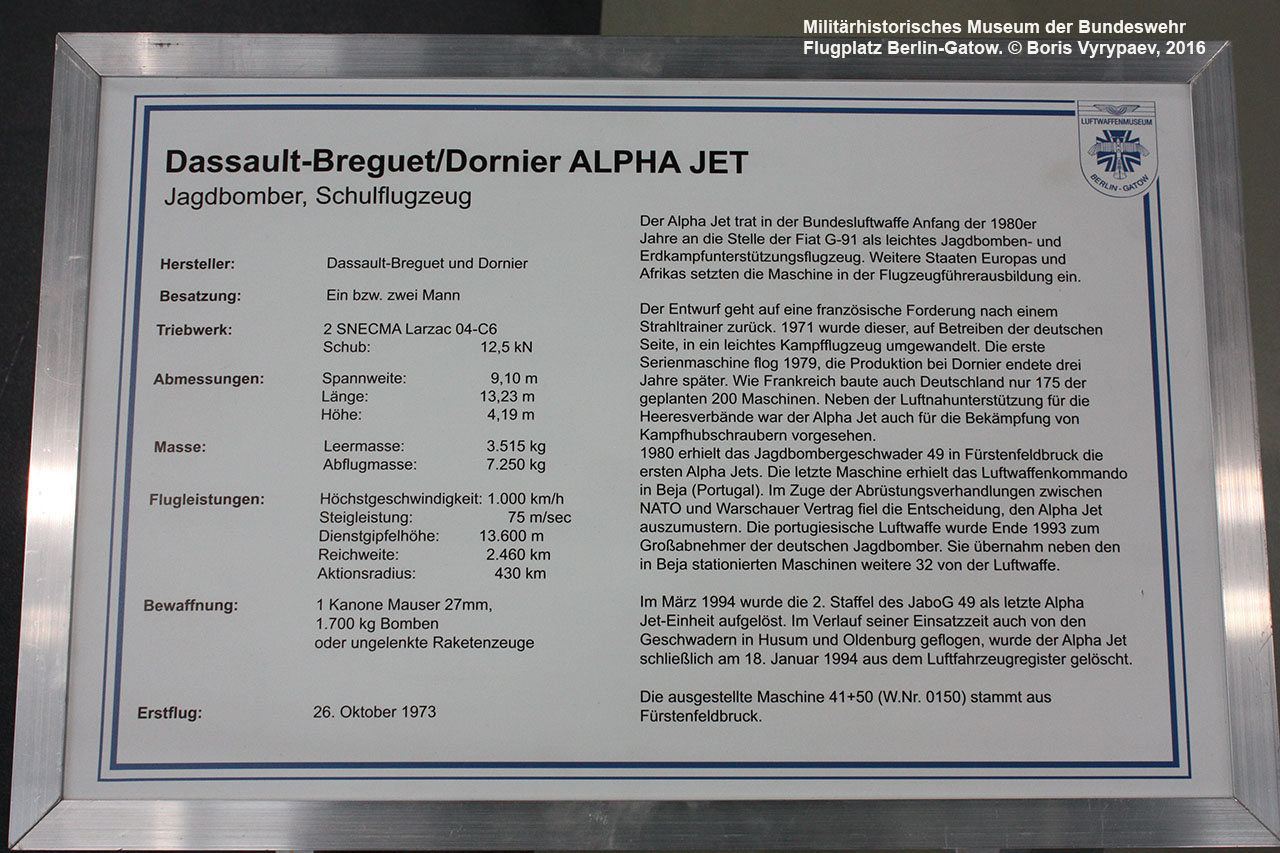 Militärhistorisches Museum der Bundeswehr
Flugplatz Berlin-Gatow. © Boris Vyrypaev, 2016
LUFTWAFFENMUSEUM
BERLIN - GATOW
Dassault-Breguet/Dornier ALPHA JET
Jagdbomber, Schulflugzeug
Hersteller: Dassault-Breguet und Dornier
Besatzung: Ein bzw. zwei Mann
Triebwerk: 2 SNECMA Larzac 04-C6
Schub: 12,5 kN
Abmessungen: Spannweite: 9,10 m
Länge: 13,23 m
Höhe: 4,19 m
Masse: Leermasse: 3.515 kg
Abflugmasse: 7.250 kg
Flugleistungen: Höchstgeschwindigkeit: 1.000 km/h
Steigleistung: 75 m/sec
Dienstgipfelhöhe: 13.600 m
Reichweite: 2.460 km
Aktionsradius: 430 km
Bewaffnung: 1 Kanone Mauser 27mm,
1.700 kg Bomben
oder ungelenkte Raketenzeuge
Erstflug: 26. Oktober 1973
Der Alpha Jet trat in der Bundesluftwaffe Anfang der 1980er
Jahre an die Stelle der Fiat G-91 als leichtes Jagdbomben- und
Erdkampfunterstützungsflugzeug. Weitere Staaten Europas und
Afrikas setzten die Maschine in der Flugzeugführerausbildung ein.
Der Entwurf geht auf eine französische Forderung nach einem
Strahltrainer zurück. 1971 wurde dieser, auf Betreiben der deutschen
Seite, in ein leichtes Kampfflugzeug umgewandelt. Die erste
Serienmaschine flog 1979, die Produktion bei Dornier endete drei
Jahre später. Wie Frankreich baute auch Deutschland nur 175 der
geplanten 200 Maschinen. Neben der Luftnahunterstützung für die
Heeresverbände war der Alpha Jet auch für die Bekämpfung von
Kampfhubschraubern vorgesehen.
1980 erhielt das Jagdbombergeschwader 49 in Fürstenfeldbruck die
ersten Alpha Jets. Die letzte Maschine erhielt das Luftwaffenkommando
in Beja (Portugal). Im Zuge der Abrüstungsverhandlungen zwischen
NATO und Warschauer Vertrag fiel die Entscheidung, den Alpha Jet
auszumustern. Die portugiesische Luftwaffe wurde Ende 1993 zum
Großabnehmer der deutschen Jagdbomber. Sie übernahm neben den
in Beja stationierten Maschinen weitere 32 von der Luftwaffe.
Im März 1994 wurde die 2. Staffel des JaboG 49 als letzte Alpha
Jet-Einheit aufgelöst. Im Verlauf seiner Einsatzzeit auch von den
Geschwadern in Husum und Oldenburg geflogen, wurde der Alpha Jet
schließlich am 18. Januar 1994 aus dem Luftfahrzeugregister gelöscht.
Die ausgestellte Maschine 41+50 (W.Nr. 0150) stammt aus
Fürstenfeldbruck.